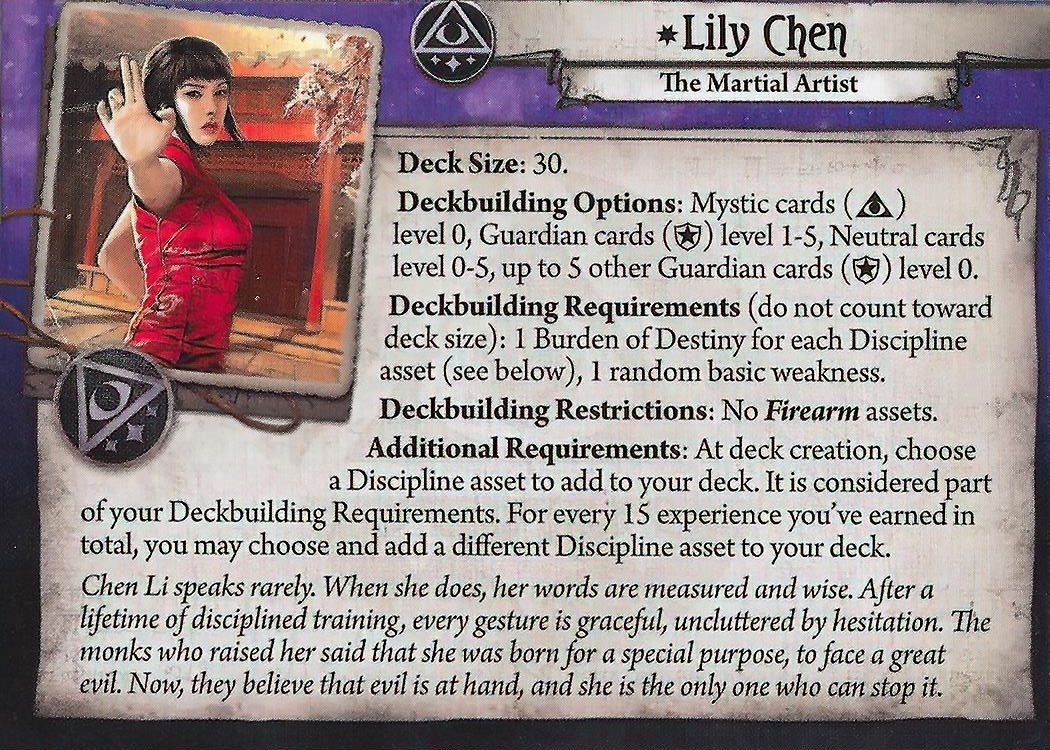 Lily Chen
The Martial Artist
Deck Size: 30.
Deckbuilding Options: Mystic cards ( )
level 0, Guardian cards ( ) level 1-5, Neutral cards
level 0-5, up to 5 other Guardian cards ( ) level 0.
Deckbuilding Requirements (do not count toward
deck size): 1 Burden of Destiny for each Discipline
asset (see below), 1 random basic weakness.
Deckbuilding Restrictions: No Firearm assets.
Additional Requirements: At deck creation, choose
a Discipline asset to add to your deck. It is considered part
of your Deckbuilding Requirements. For every 15 experience you've earned in
total, you may choose and add a different Discipline asset to your deck.
Chen Li speaks rarely. When she does, her words are measured and wise. After a
lifetime of disciplined training, every gesture is graceful, uncluttered by hesitation. The
monks who raised her said that she was born for a special purpose, to face a great
evil. Now, they believe that evil is at hand, and she is the only one who can stop it.